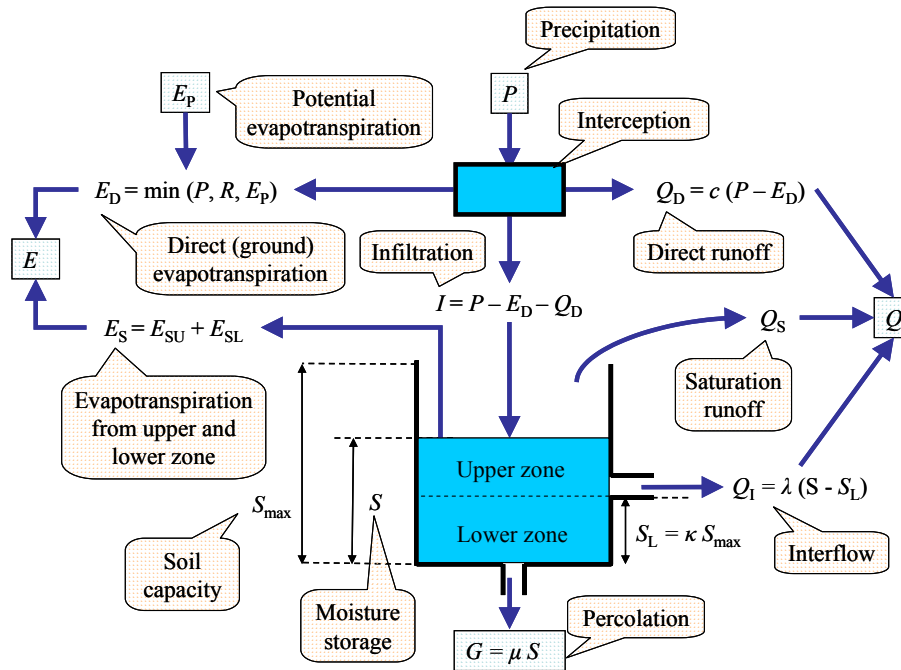 Precipitation
E_P
Potential
evapotranspiration
P
Interception
E_D = min (P, R, E_P)
Q_D = c (P – E_D)
Direct (ground)
evapotranspiration
Infiltration
Direct runoff
E
I = P – E_D – Q_D
E_S = E_SU + E_SL
Q_S
Q
Evapotranspiration
from upper and
lower zone
Saturation
runoff
Upper zone
Q_I = λ (S - S_L)
S_max
S
Lower zone
S_L = κ S_max
Soil
capacity
Interflow
Moisture
storage
Percolation
G = μ S